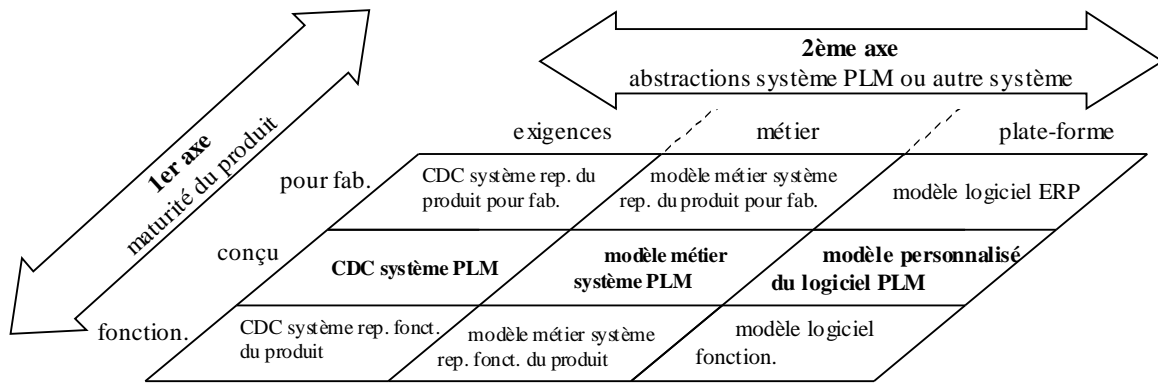 2ème axe
abstractions système PLM ou autre système
1er axe
maturité du produit
exigences
métier
plate-forme
pour fab.
CDC système rep. du
produit pour fab.
modèle métier système
rep. du produit pour fab.
modèle logiciel ERP
conçu
CDC système PLM
modèle métier
système PLM
modèle personnalisé
du logiciel PLM
fonction.
CDC système rep. fonct.
du produit
modèle métier système
rep. fonct. du produit
modèle logiciel
fonction.